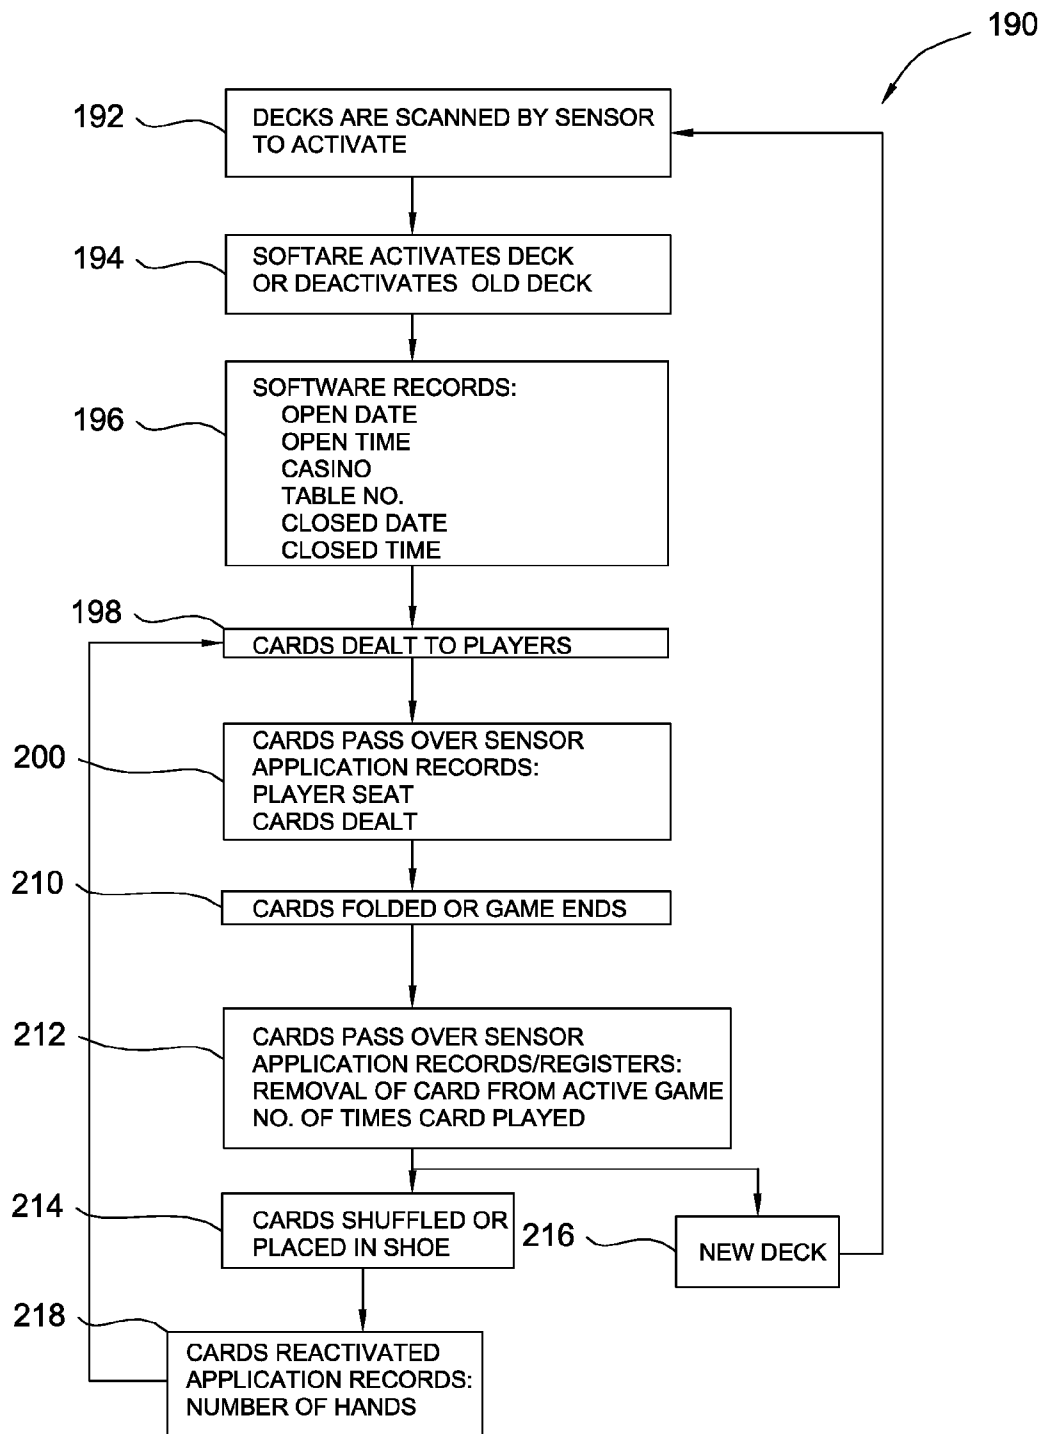 190
192
DECKS ARE SCANNED BY SENSOR
TO ACTIVATE
194
SOFTARE ACTIVATES DECK
OR DEACTIVATES OLD DECK
196
SOFTWARE RECORDS:
OPEN DATE
OPEN TIME
CASINO
TABLE NO.
CLOSED DATE
CLOSED TIME
198
CARDS DEALT TO PLAYERS
200
CARDS PASS OVER SENSOR
APPLICATION RECORDS:
PLAYER SEAT
CARDS DEALT
210
CARDS FOLDED OR GAME ENDS
212
CARDS PASS OVER SENSOR
APPLICATION RECORDS/REGISTERS:
REMOVAL OF CARD FROM ACTIVE GAME
NO. OF TIMES CARD PLAYED
214
CARDS SHUFFLED OR
PLACED IN SHOE
216
NEW DECK
218
CARDS REACTIVATED
APPLICATION RECORDS:
NUMBER OF HANDS